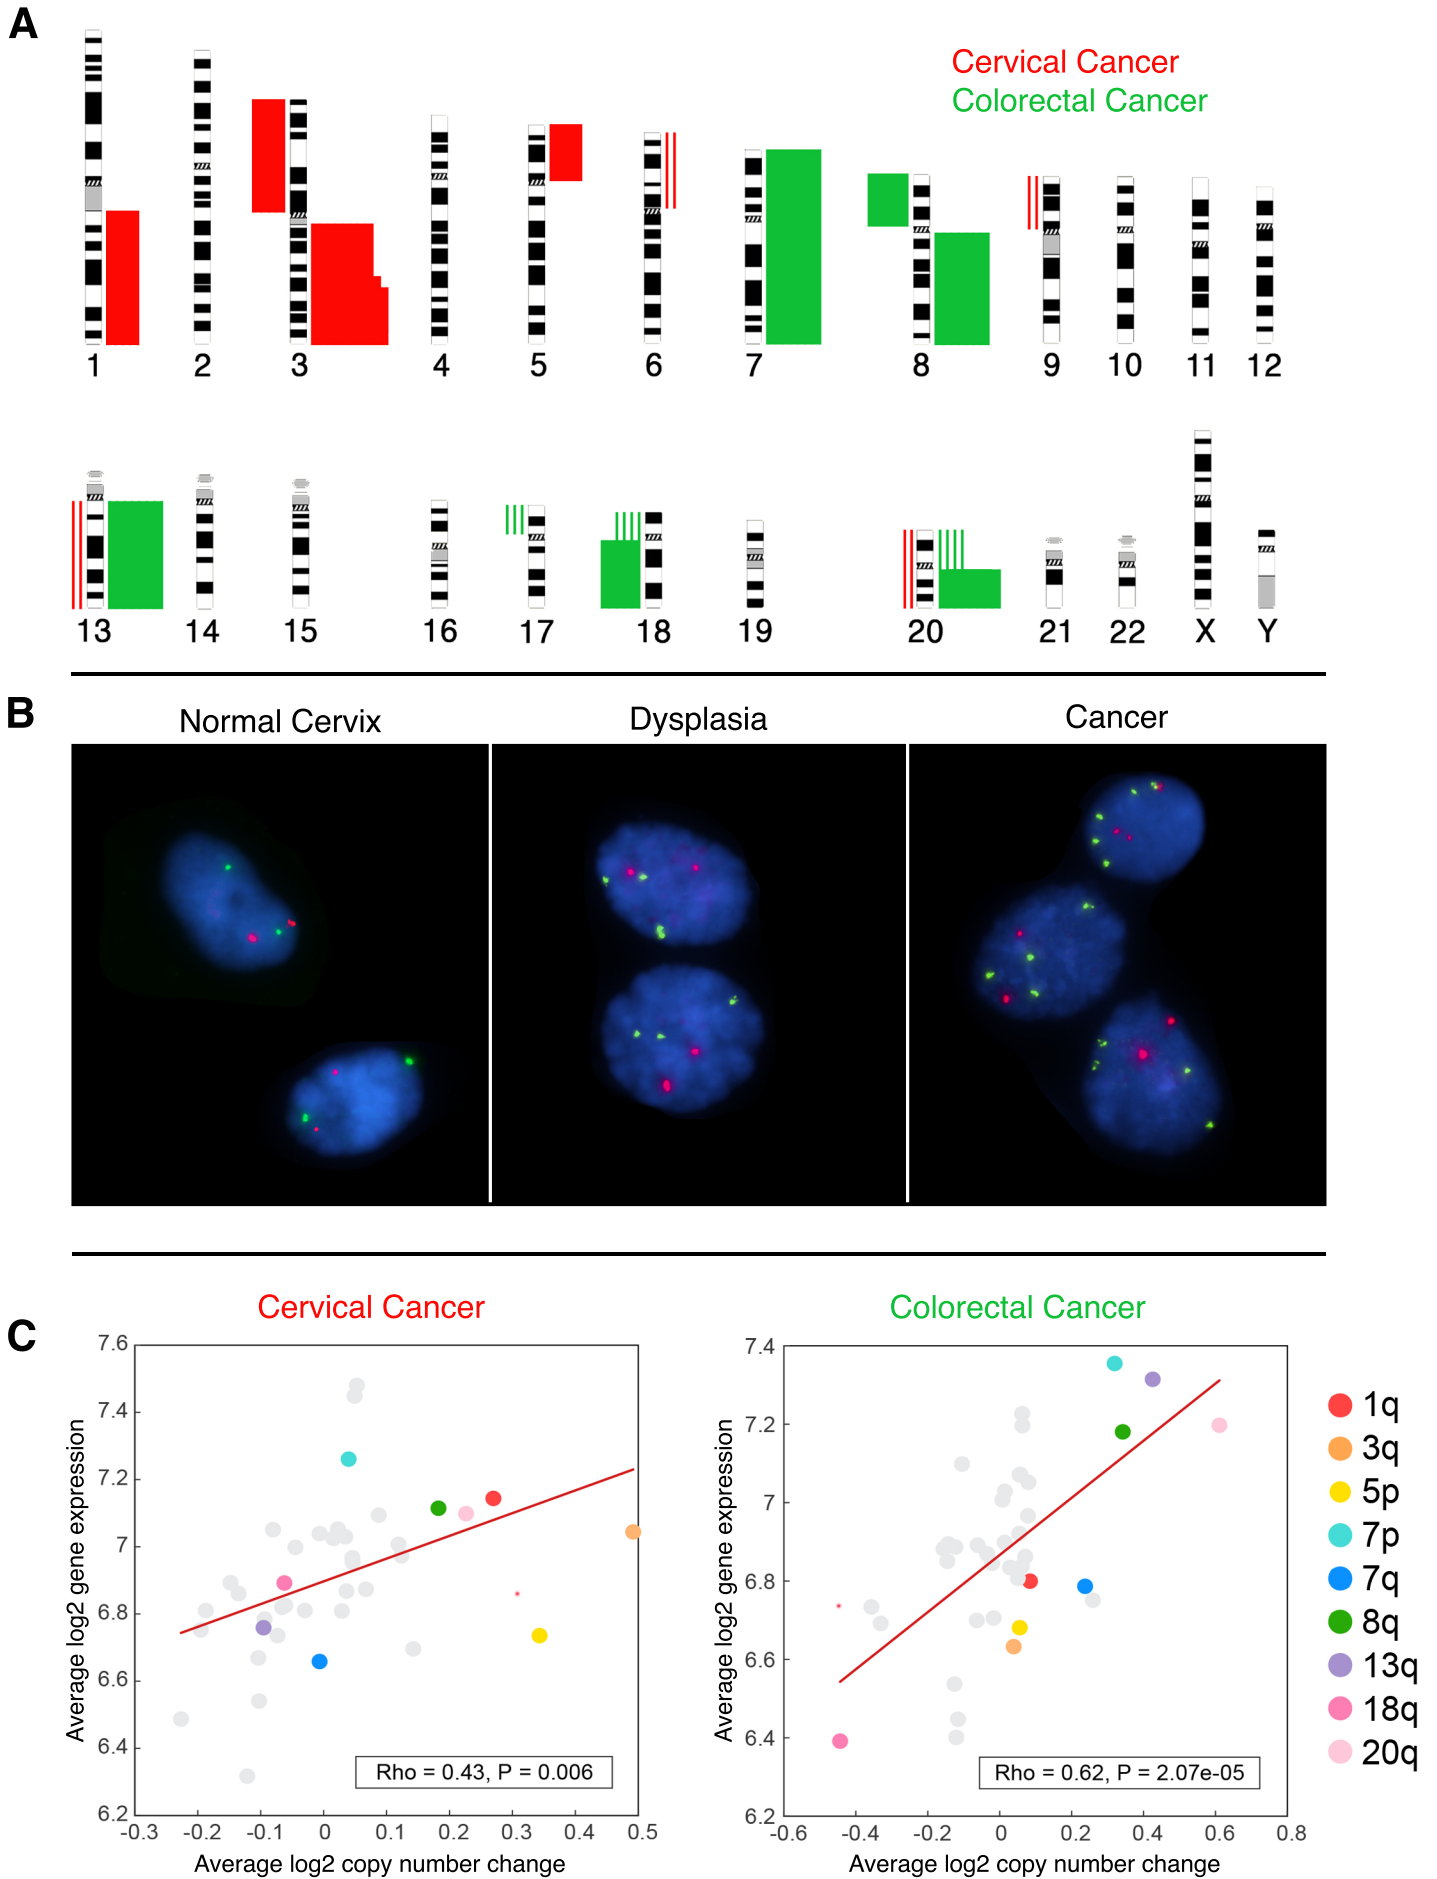 A
Cervical Cancer
Colorectal Cancer
1 2 3 4 5 6 7 8 9 10 11 12
13 14 15 16 17 18 19 20 21 22 X Y
B
Normal Cervix Dysplasia Cancer
C
Cervical Cancer
Average log2 gene expression
7.6
7.4
7.2
7
6.8
6.6
6.4
6.2
Rho = 0.43, P = 0.006
-0.3 -0.2 -0.1 0 0.1 0.2 0.3 0.4 0.5
Average log2 copy number change
Colorectal Cancer
Average log2 gene expression
7.4
7.2
7
6.8
6.6
6.4
6.2
Rho = 0.62, P = 2.07e-05
-0.6 -0.4 -0.2 0 0.2 0.4 0.6 0.8
Average log2 copy number change
1q
3q
5p
7p
7q
8q
13q
18q
20q